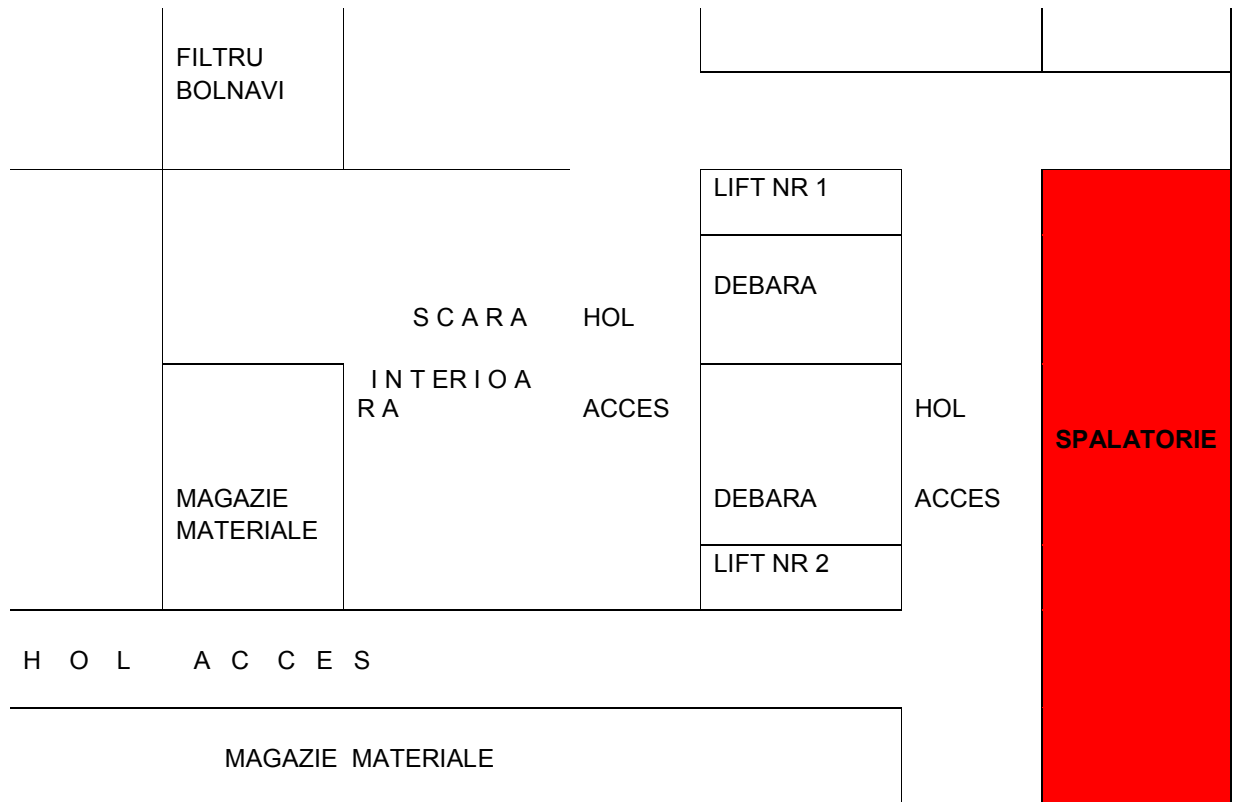 FILTRU
BOLNAVI
LIFT NR 1
DEBARA
S C A R A
HOL
I N T ER I O A
R A
ACCES
HOL
SPALATORIE
MAGAZIE
MATERIALE
DEBARA
ACCES
LIFT NR 2
H O L A C C E S
MAGAZIE MATERIALE